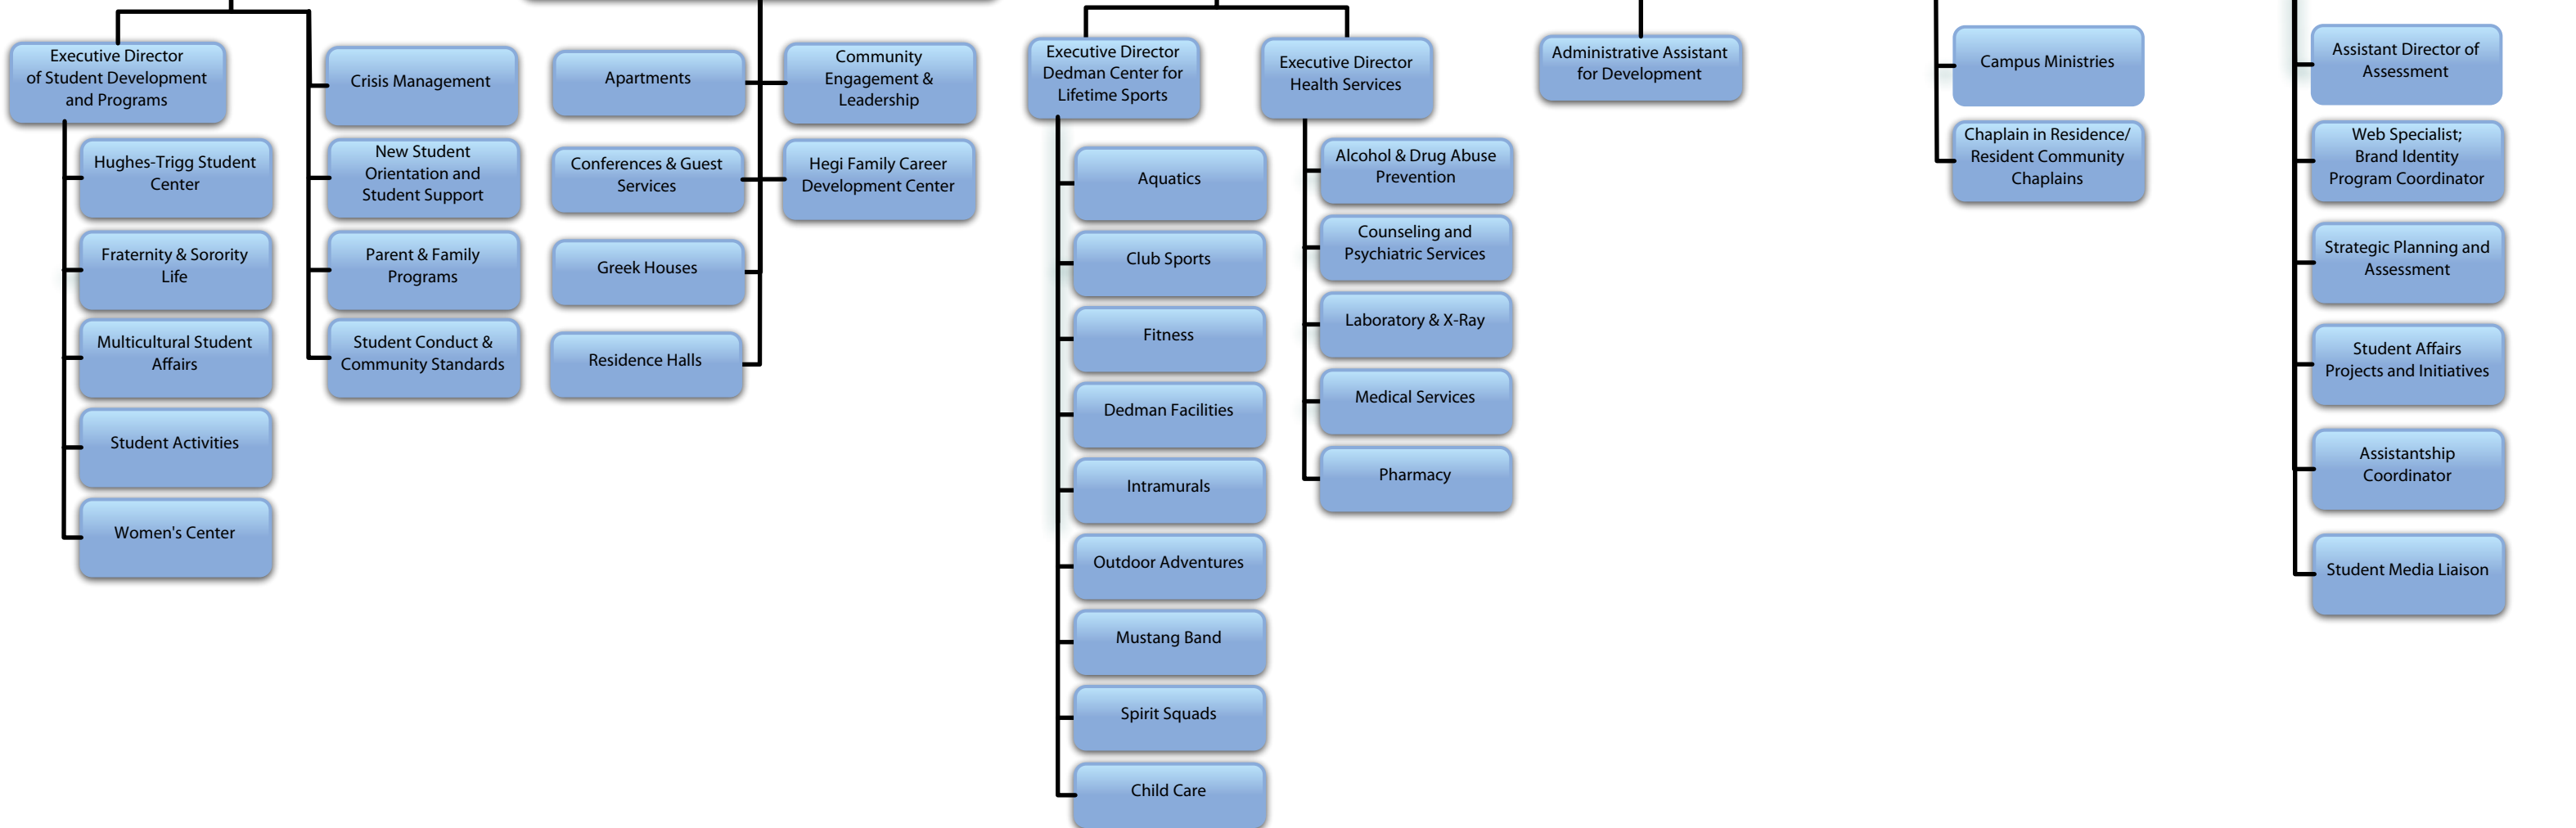 Executive Director
of Student Development
and Programs
Hughes-Trigg Student
Center
Fraternity & Sorority
Life
Multicultural Student
Affairs
Student Activities
Women's Center
Crisis Management
New Student
Orientation and
Student Support
Parent & Family
Programs
Student Conduct &
Community Standards
Apartments
Conferences & Guest
Services
Greek Houses
Residence Halls
Community
Engagement &
Leadership
Hegi Family Career
Development Center
Executive Director
Dedman Center for
Lifetime Sports
Aquatics
Club Sports
Fitness
Dedman Facilities
Intramurals
Outdoor Adventures
Mustang Band
Spirit Squads
Child Care
Executive Director
Health Services
Alcohol & Drug Abuse
Prevention
Counseling and
Psychiatric Services
Laboratory & X-Ray
Medical Services
Pharmacy
Administrative Assistant
for Development
Campus Ministries
Chaplain in Residence/
Resident Community
Chaplains
Assistant Director of
Assessment
Web Specialist;
Brand Identity
Program Coordinator
Strategic Planning and
Assessment
Student Affairs
Projects and Initiatives
Assistantship
Coordinator
Student Media Liaison